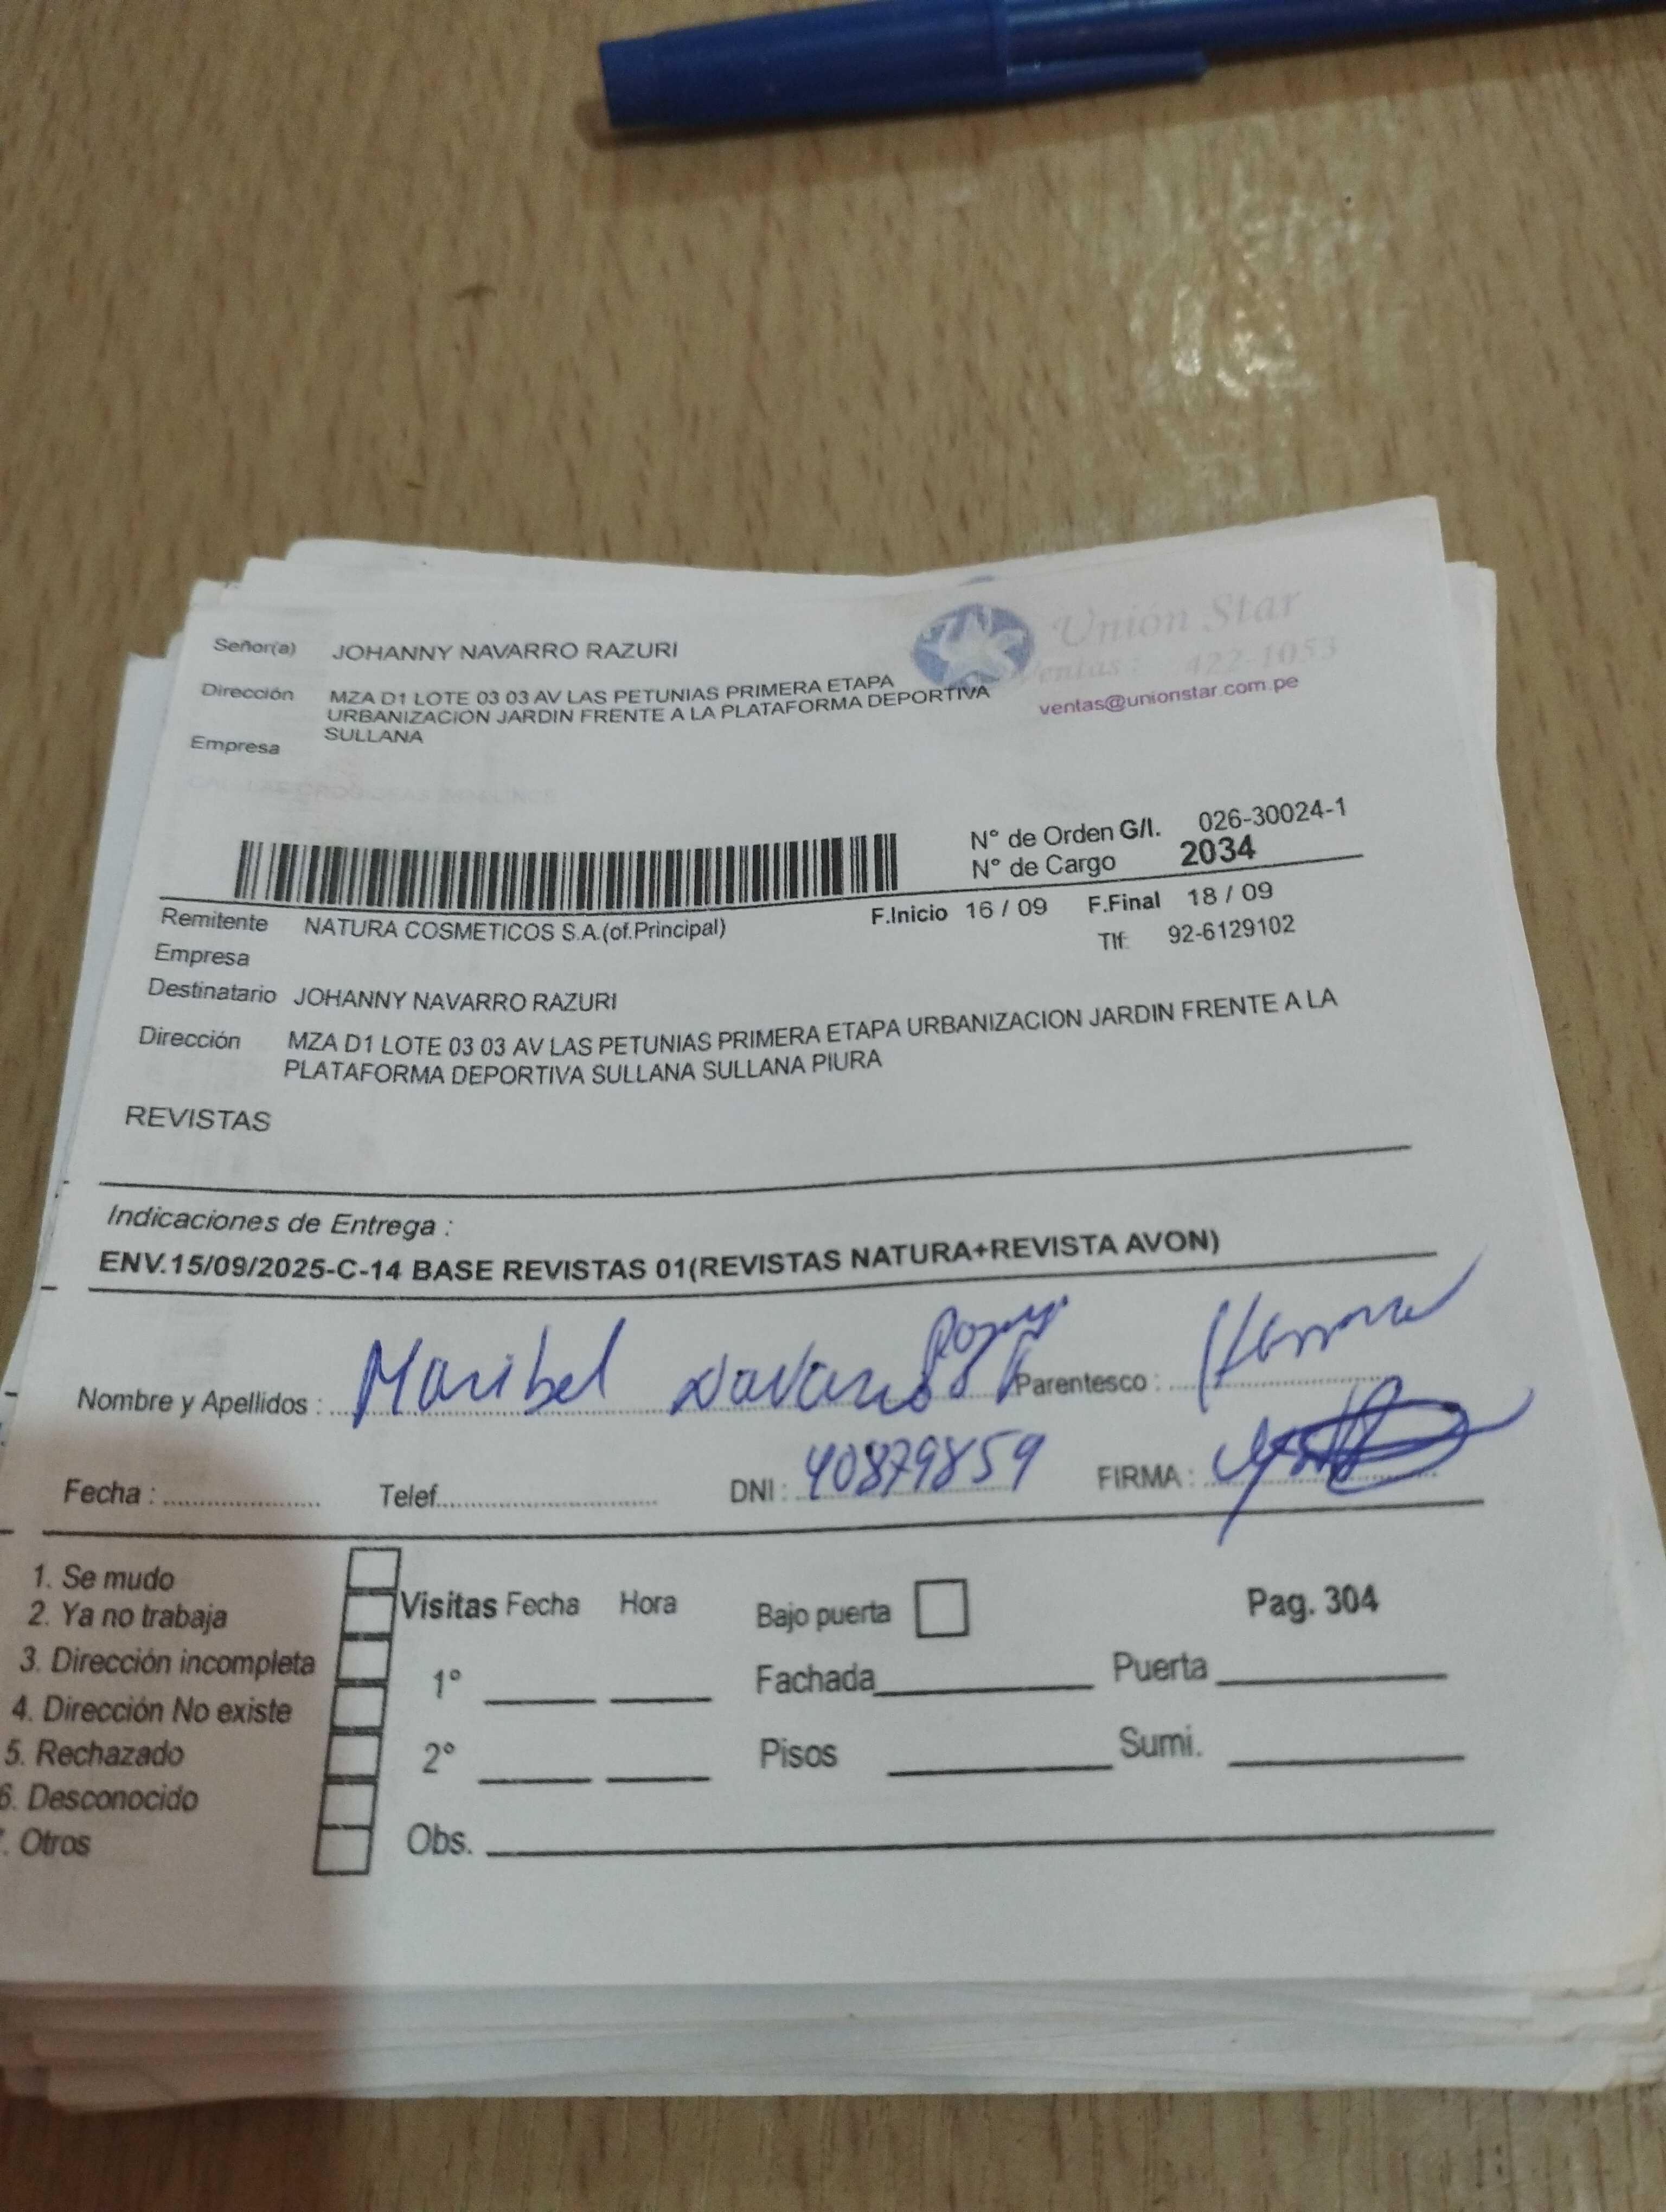 Unión Star
Ventas: 422-1053
ventas@unionstar.com.pe
Señor(a) JOHANNY NAVARRO RAZURI
Dirección MZA D1 LOTE 03 03 AV LAS PETUNIAS PRIMERA ETAPA
URBANIZACION JARDIN FRENTE A LA PLATAFORMA DEPORTIVA
SULLANA
Empresa
N° de Orden G/I. 026-30024-1
N° de Cargo 2034
Remitente NATURA COSMETICOS S.A.(of.Principal) F.Inicio 16 / 09 F.Final 18 / 09
Empresa Tlf: 92-6129102
Destinatario JOHANNY NAVARRO RAZURI
Dirección MZA D1 LOTE 03 03 AV LAS PETUNIAS PRIMERA ETAPA URBANIZACION JARDIN FRENTE A LA
PLATAFORMA DEPORTIVA SULLANA SULLANA PIURA
REVISTAS
Indicaciones de Entrega :
ENV.15/09/2025-C-14 BASE REVISTAS 01(REVISTAS NATURA+REVISTA AVON)
Nombre y Apellidos : Maribel Navarro Parentesco :
Fecha : Telef. DNI : 40879859 FIRMA :
1. Se mudo
2. Ya no trabaja
3. Dirección incompleta
4. Dirección No existe
5. Rechazado
6. Desconocido
. Otros
Visitas Fecha Hora Bajo puerta Pag. 304
1° Fachada Puerta
2° Pisos Sumi.
Obs.